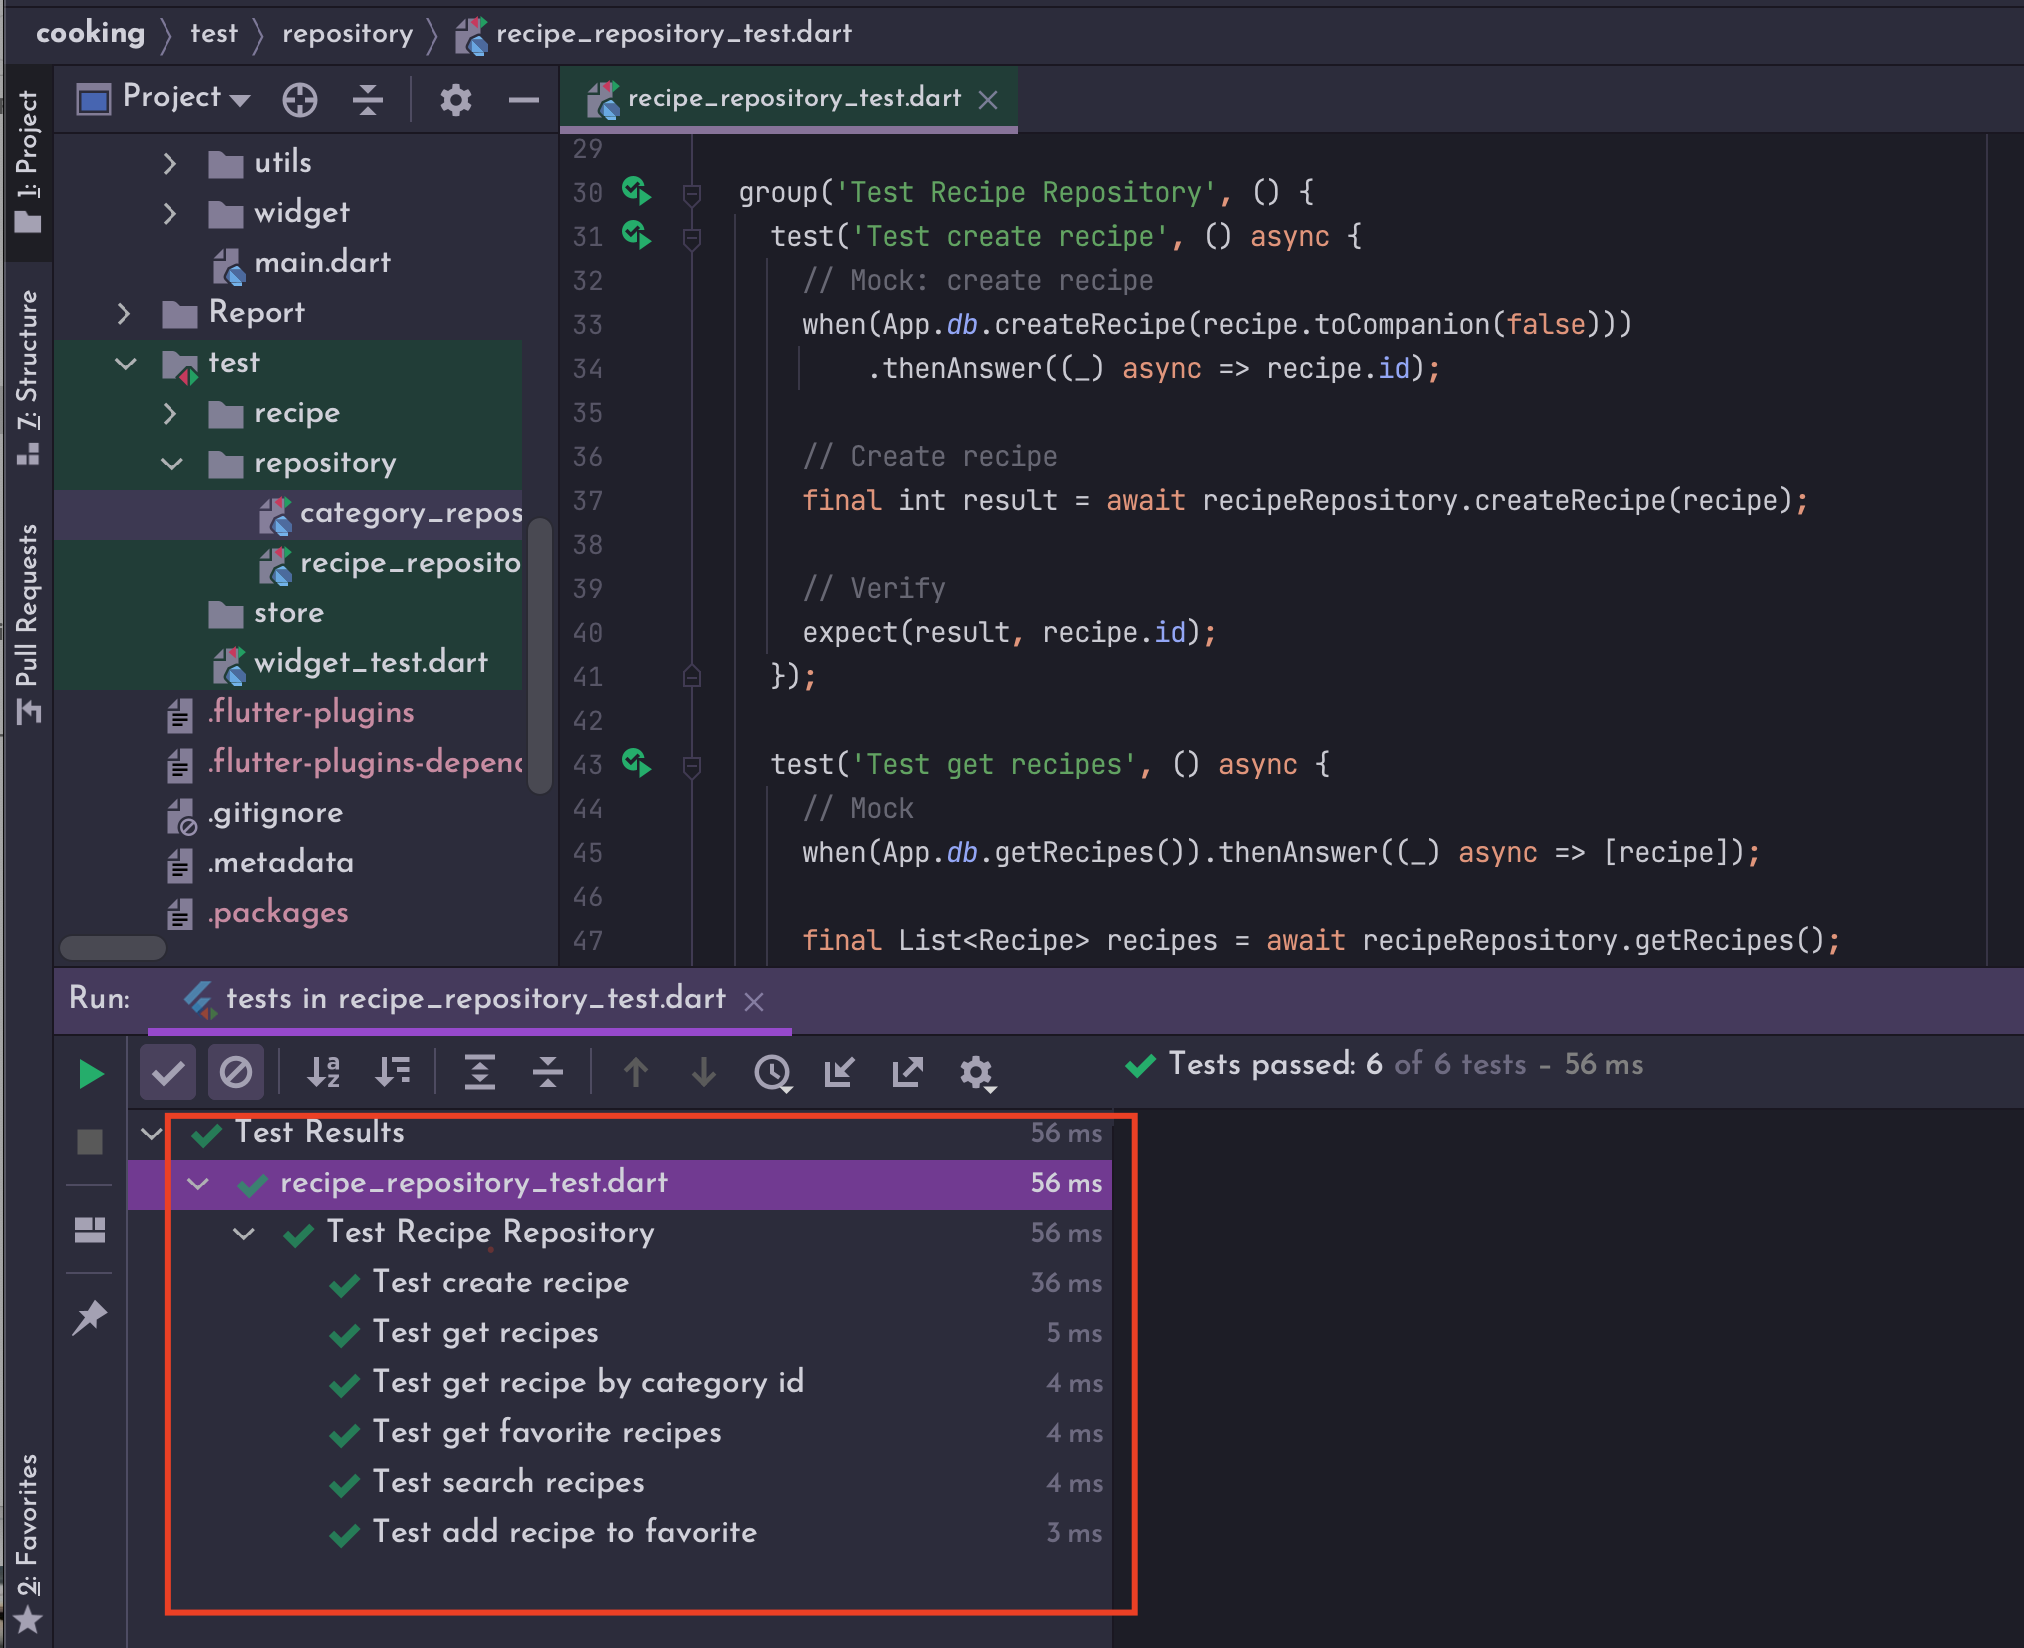 cooking test repository recipe_repository_test.dart
1: Project
7: Structure
Pull Requests
2: Favorites
Project
utils
widget
main.dart
Report
test
recipe
repository
category_repos
recipe_reposito
store
widget_test.dart
.flutter-plugins
.flutter-plugins-depend
.gitignore
.metadata
.packages
recipe_repository_test.dart
29
30 group('Test Recipe Repository', () {
31 test('Test create recipe', () async {
32 // Mock: create recipe
33 when(App.db.createRecipe(recipe.toCompanion(false)))
34 .thenAnswer((_) async => recipe.id);
35
36 // Create recipe
37 final int result = await recipeRepository.createRecipe(recipe);
38
39 // Verify
40 expect(result, recipe.id);
41 });
42
43 test('Test get recipes', () async {
44 // Mock
45 when(App.db.getRecipes()).thenAnswer((_) async => [recipe]);
46
47 final List<Recipe> recipes = await recipeRepository.getRecipes();
Run: tests in recipe_repository_test.dart
Tests passed: 6 of 6 tests – 56 ms
Test Results 56 ms
recipe_repository_test.dart 56 ms
Test Recipe Repository 56 ms
Test create recipe 36 ms
Test get recipes 5 ms
Test get recipe by category id 4 ms
Test get favorite recipes 4 ms
Test search recipes 4 ms
Test add recipe to favorite 3 ms